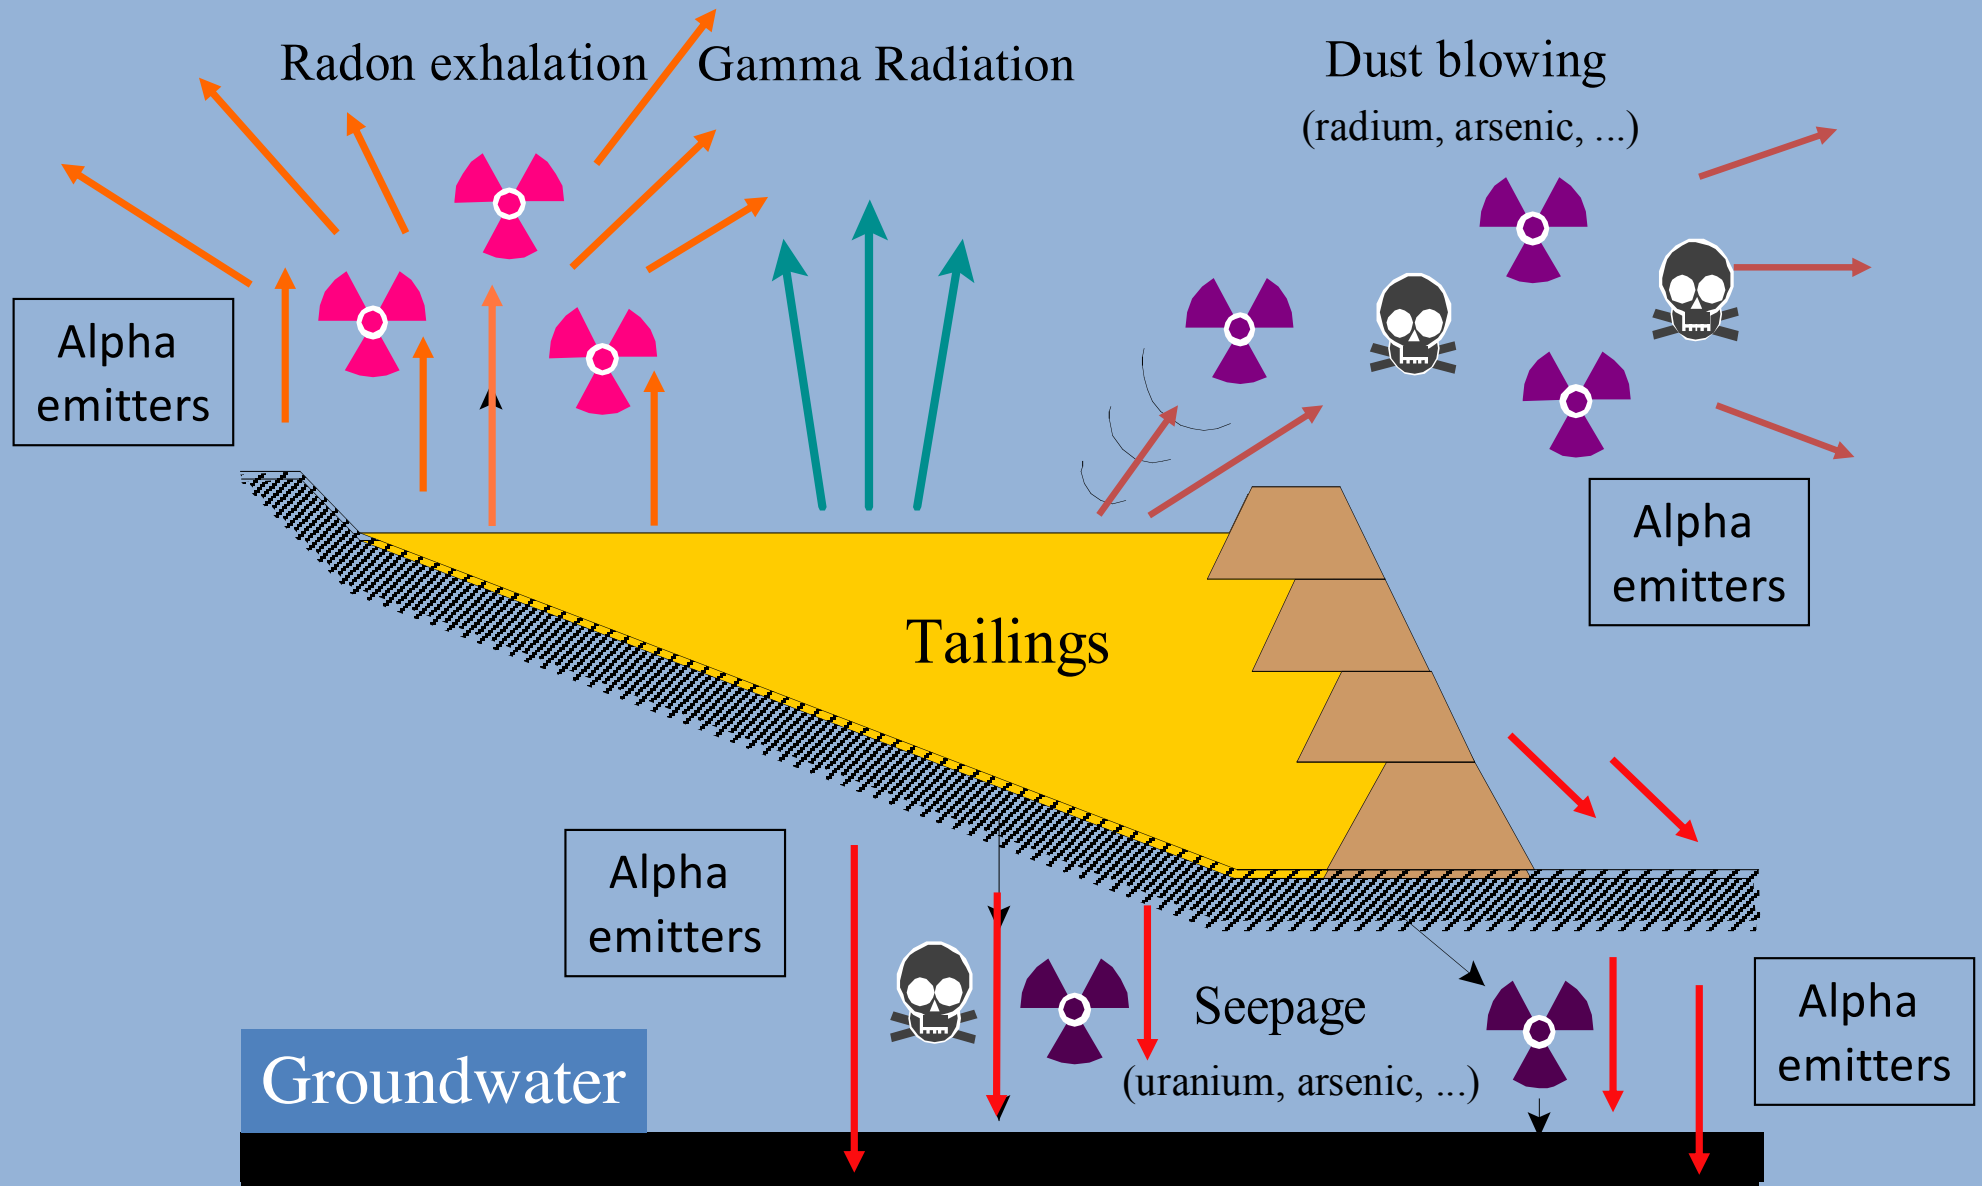 Radon exhalation
Gamma Radiation
Dust blowing
(radium, arsenic, ...)
Alpha
emitters
Alpha
emitters
Tailings
Alpha
emitters
Seepage
(uranium, arsenic, ...)
Alpha
emitters
Groundwater